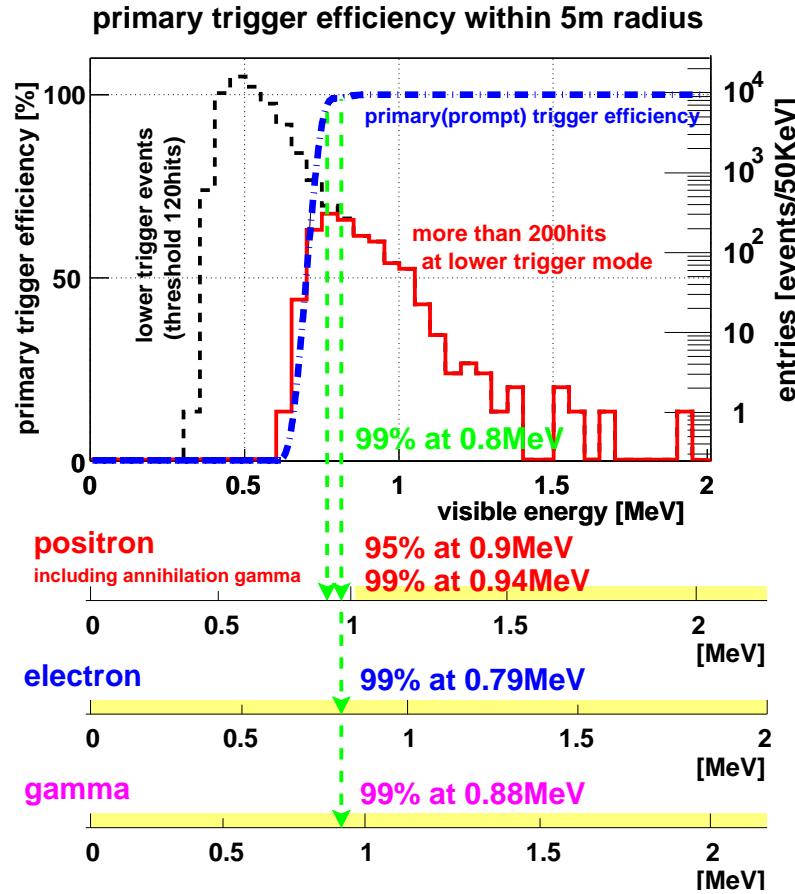 primary trigger efficiency within 5m radius
primary trigger efficiency [%]
100
50
0
lower trigger events
(threshold 120hits)
primary(prompt) trigger efficiency
more than 200hits
at lower trigger mode
99% at 0.8MeV
10^4
10^3
10^2
10
1
entries [events/50KeV]
0 0.5 1 1.5 2
visible energy [MeV]
positron
including annihilation gamma
95% at 0.9MeV
99% at 0.94MeV
0 0.5 1 1.5 2
[MeV]
electron
99% at 0.79MeV
0 0.5 1 1.5 2
[MeV]
gamma
99% at 0.88MeV
0 0.5 1 1.5 2
[MeV]